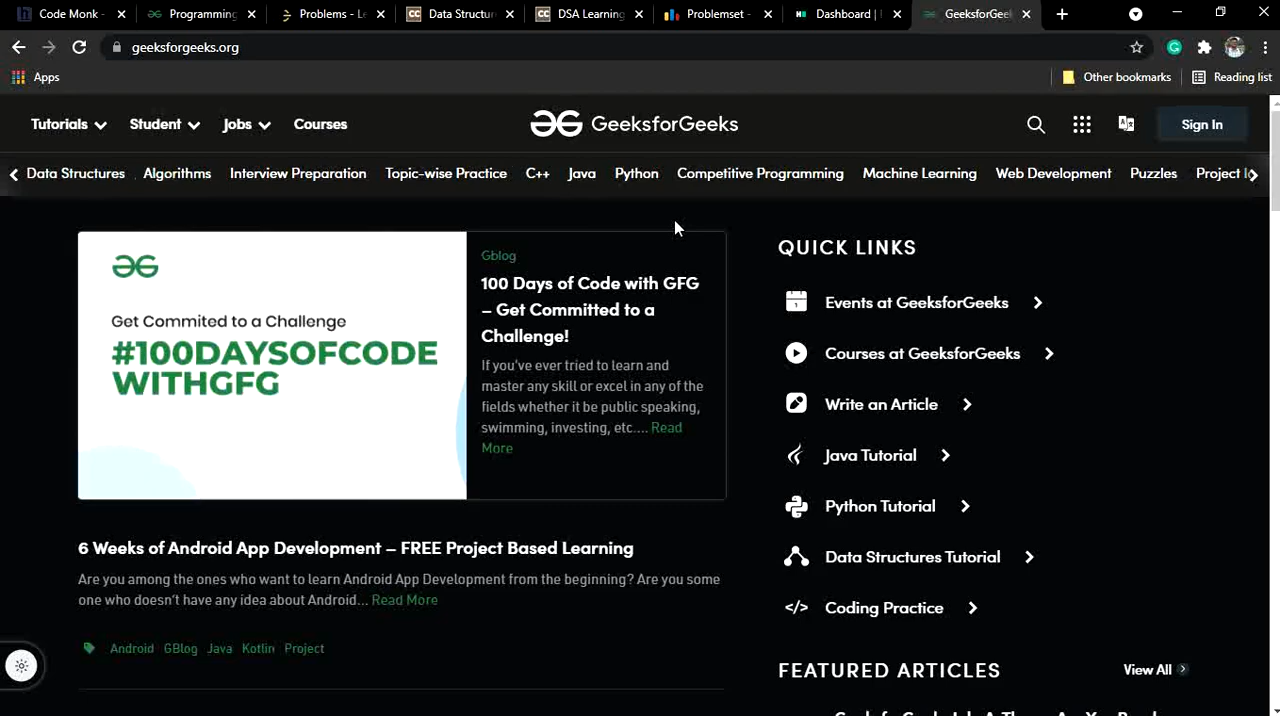 Code Monk -
Programming
Problems - Le
Data Structur
DSA Learning
Problemset -
Dashboard |
GeeksforGeek
geeksforgeeks.org
Apps
Other bookmarks
Reading list
Tutorials
Student
Jobs
Courses
GeeksforGeeks
Sign In
Data Structures
Algorithms
Interview Preparation
Topic-wise Practice
C++
Java
Python
Competitive Programming
Machine Learning
Web Development
Puzzles
Project
Get Commited to a Challenge
#100DAYSOFCODE
WITHGFG
Gblog
100 Days of Code with GFG
– Get Committed to a
Challenge!
If you've ever tried to learn and
master any skill or excel in any of the
fields whether it be public speaking,
swimming, investing, etc.... Read
More
6 Weeks of Android App Development – FREE Project Based Learning
Are you among the ones who want to learn Android App Development from the beginning? Are you some
one who doesn't have any idea about Android... Read More
Android GBlog Java Kotlin Project
QUICK LINKS
Events at GeeksforGeeks
Courses at GeeksforGeeks
Write an Article
Java Tutorial
Python Tutorial
Data Structures Tutorial
</> Coding Practice
FEATURED ARTICLES
View All